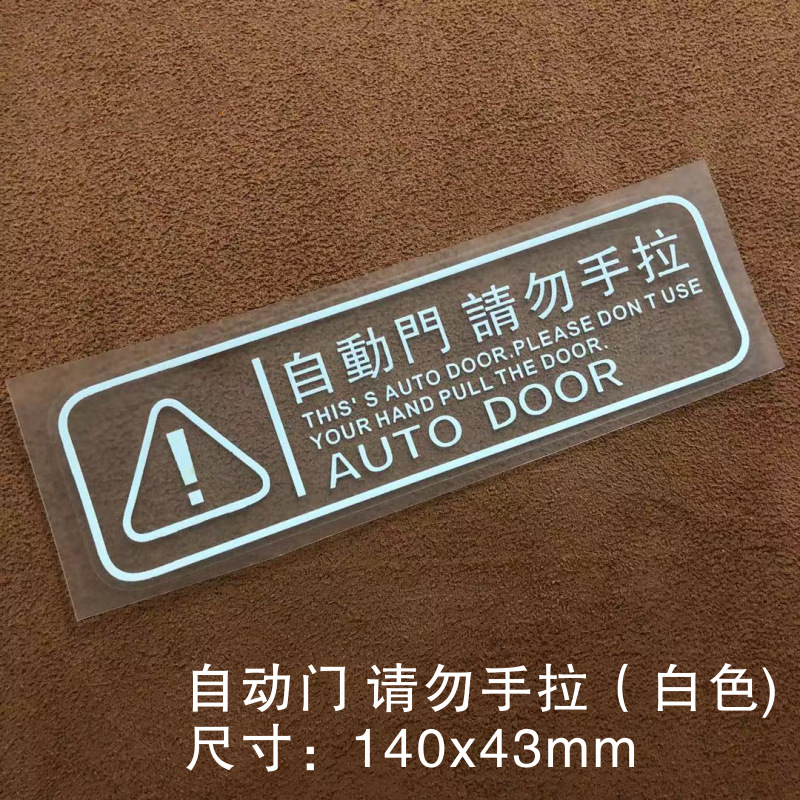 自動門 請勿手拉
THIS' S AUTO DOOR.PLEASE DON T USE
YOUR HAND PULL THE DOOR.
AUTO DOOR
自动门 请勿手拉（白色)
尺寸：140x43mm